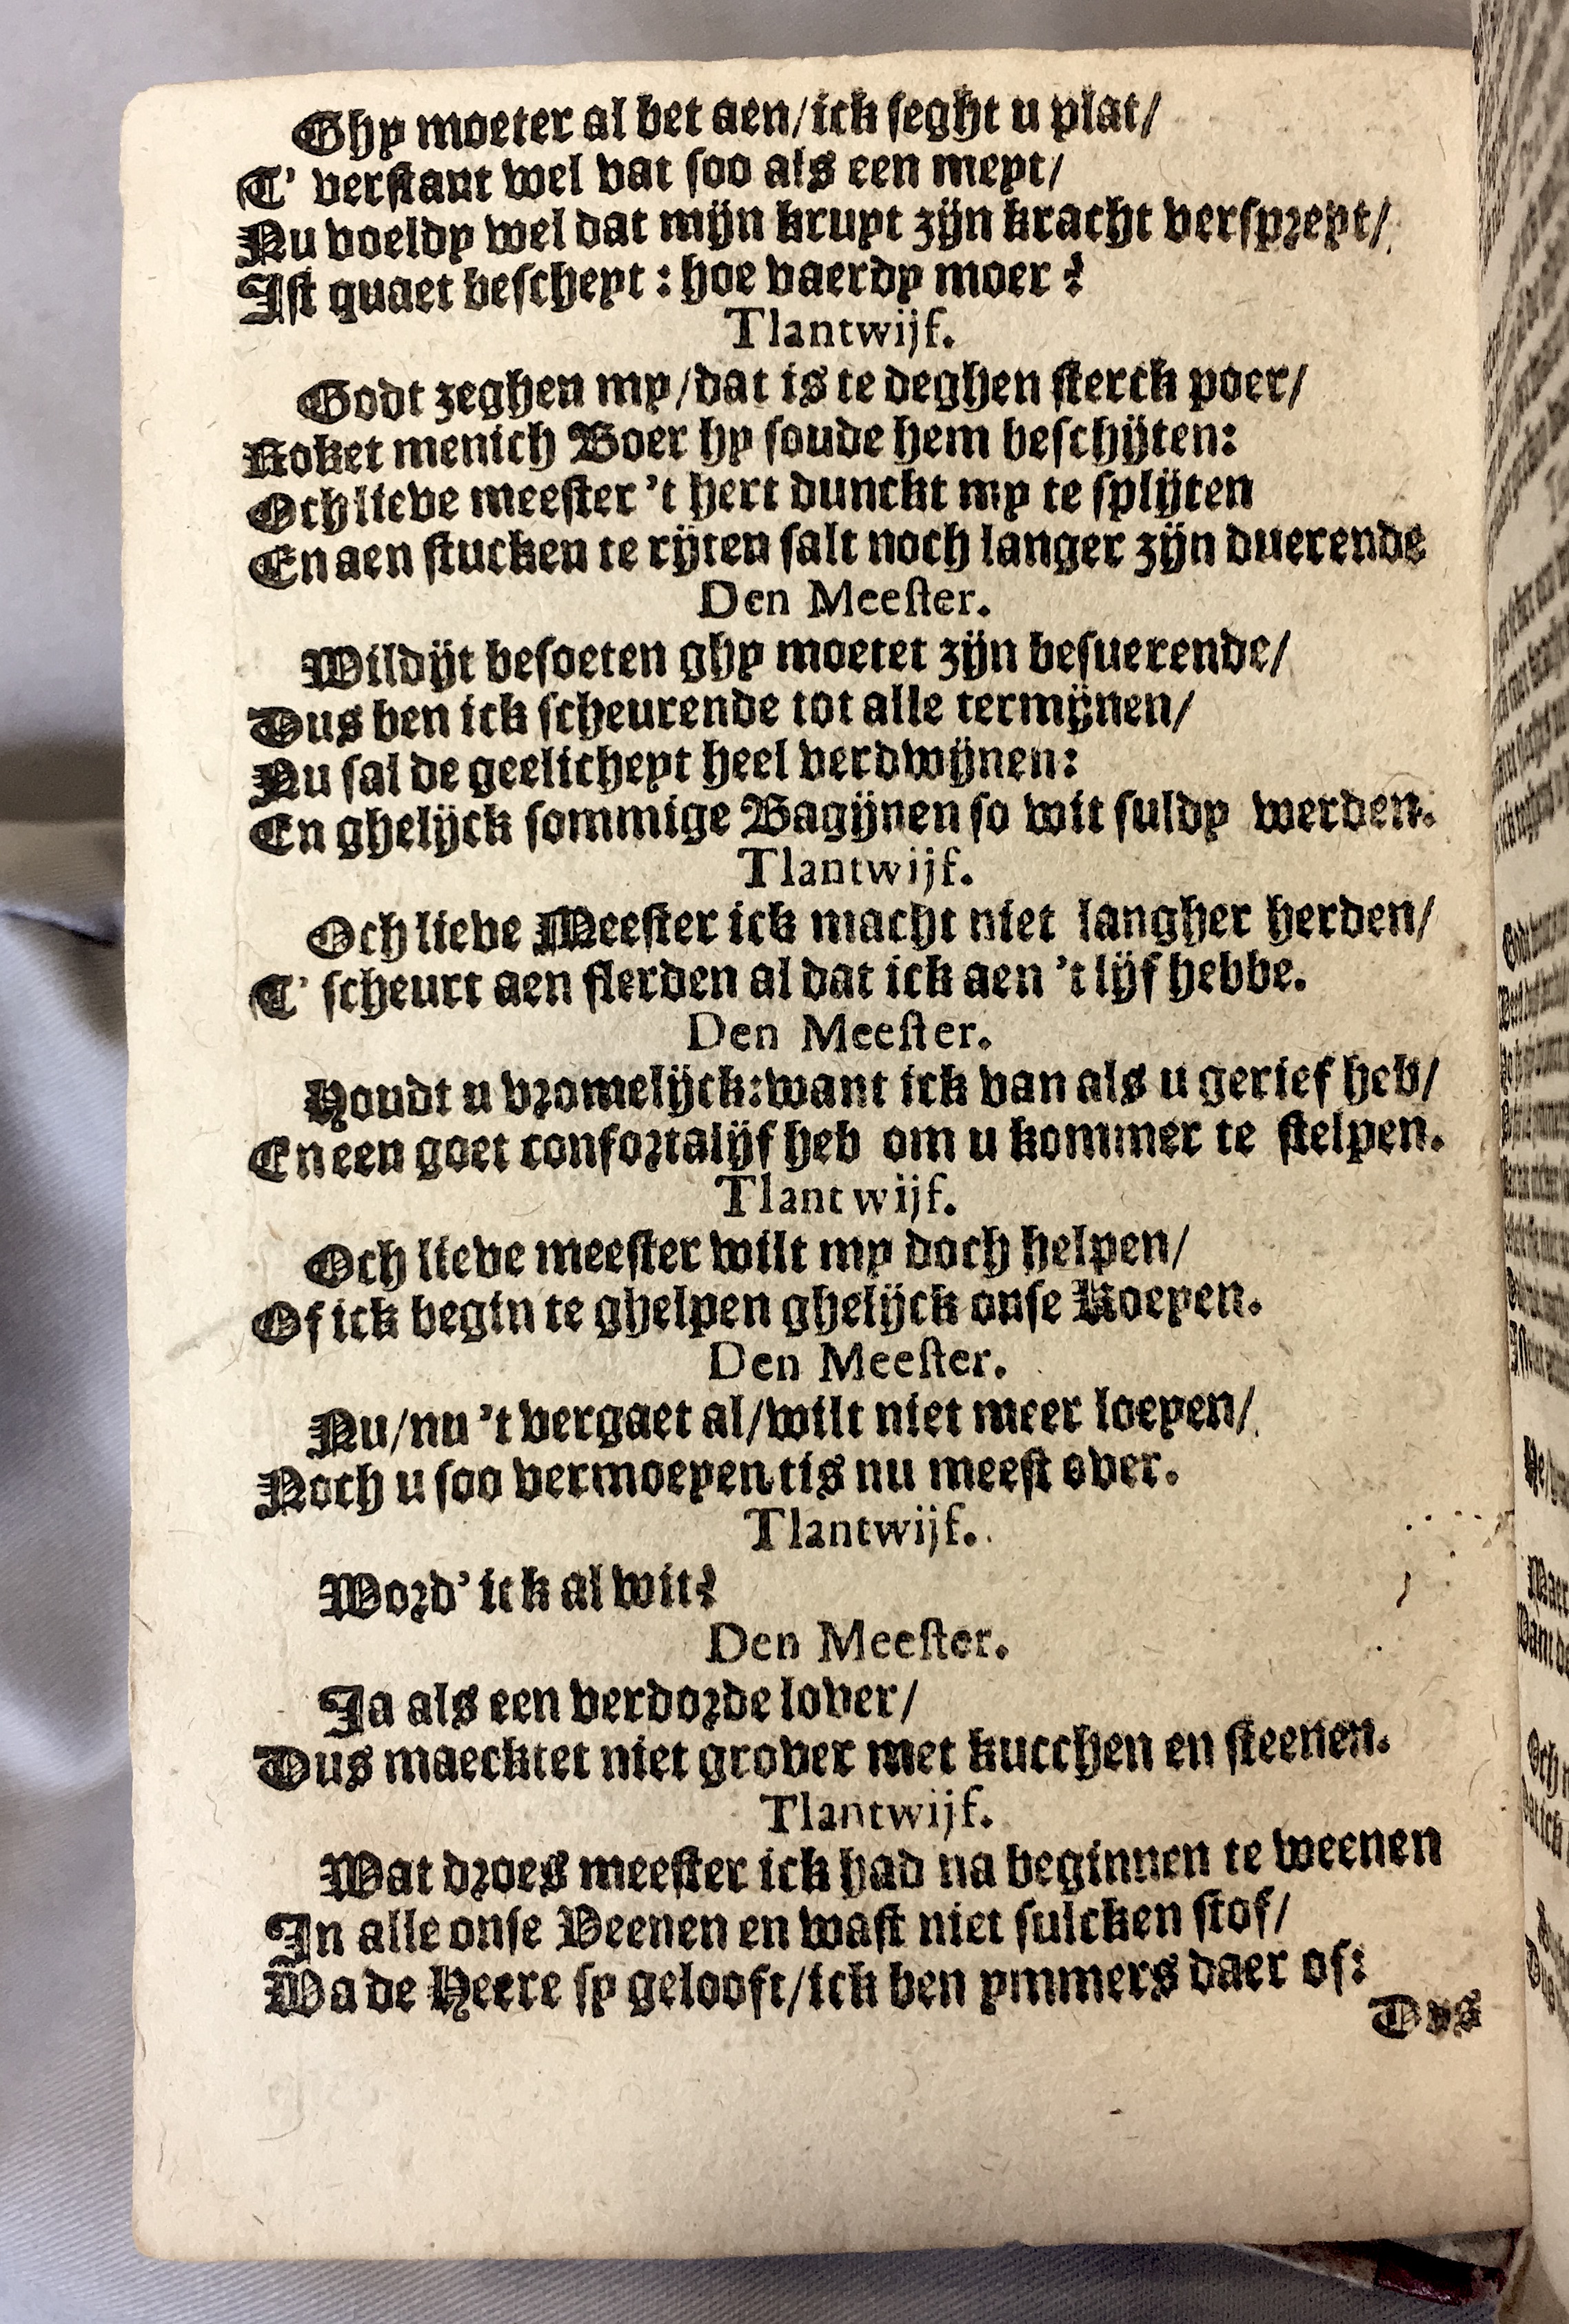 Ghy moeter al bet aen/ick seght u plat/
T' verstant wel vat soo als een meyt/
Nu voeldy wel dat mijn kruyt zijn kracht verspreyt/
Ist quaet bescheyt : hoe vaerdy moer?
Tlantwijf.
Godt zeghen my/dat is te deghen sterck poer/
Koket menich Boer hy soude hem beschijten:
Och lieve meester 't hert dunckt my te splijten
En aen stucken te rijten salt noch langer zijn duerende
Den Meester.
Wildijt besoeten ghy moetet zijn besuerende/
Dus ben ick scheurende tot alle termijnen/
Nu sal de geelicheyt heel verdwijnen:
En ghelijck sommige Bagijnen so wit suldy werden.
Tlantwijf.
Och lieve Meester ick macht niet langher herden/
T' scheurt aen flerden al dat ick aen 't lijf hebbe.
Den Meester.
Houdt u vromelijck: want ick van als u gerief heb/
En een goet confortalijf heb om u kommer te stelpen.
Tlantwijf.
Och lieve meester wilt my doch helpen/
Of ick begin te ghelpen ghelijck onse Koeyen.
Den Meester.
Nu/nu 't vergaet al/wilt niet meer loeyen/
Noch u soo vermoeyen tis nu meest over.
Tlantwijf.
Word' ick al wit?
Den Meester.
Ja als een verdorde lover/
Dus maecktet niet grover met kucchen en steenen.
Tlantwijf.
Wat droes meester ick had na beginnen te weenen
In alle onse Veenen en wast niet sulcken stof/
Wa de Heere sy gelooft/ick ben ymmers daer of:
Dus